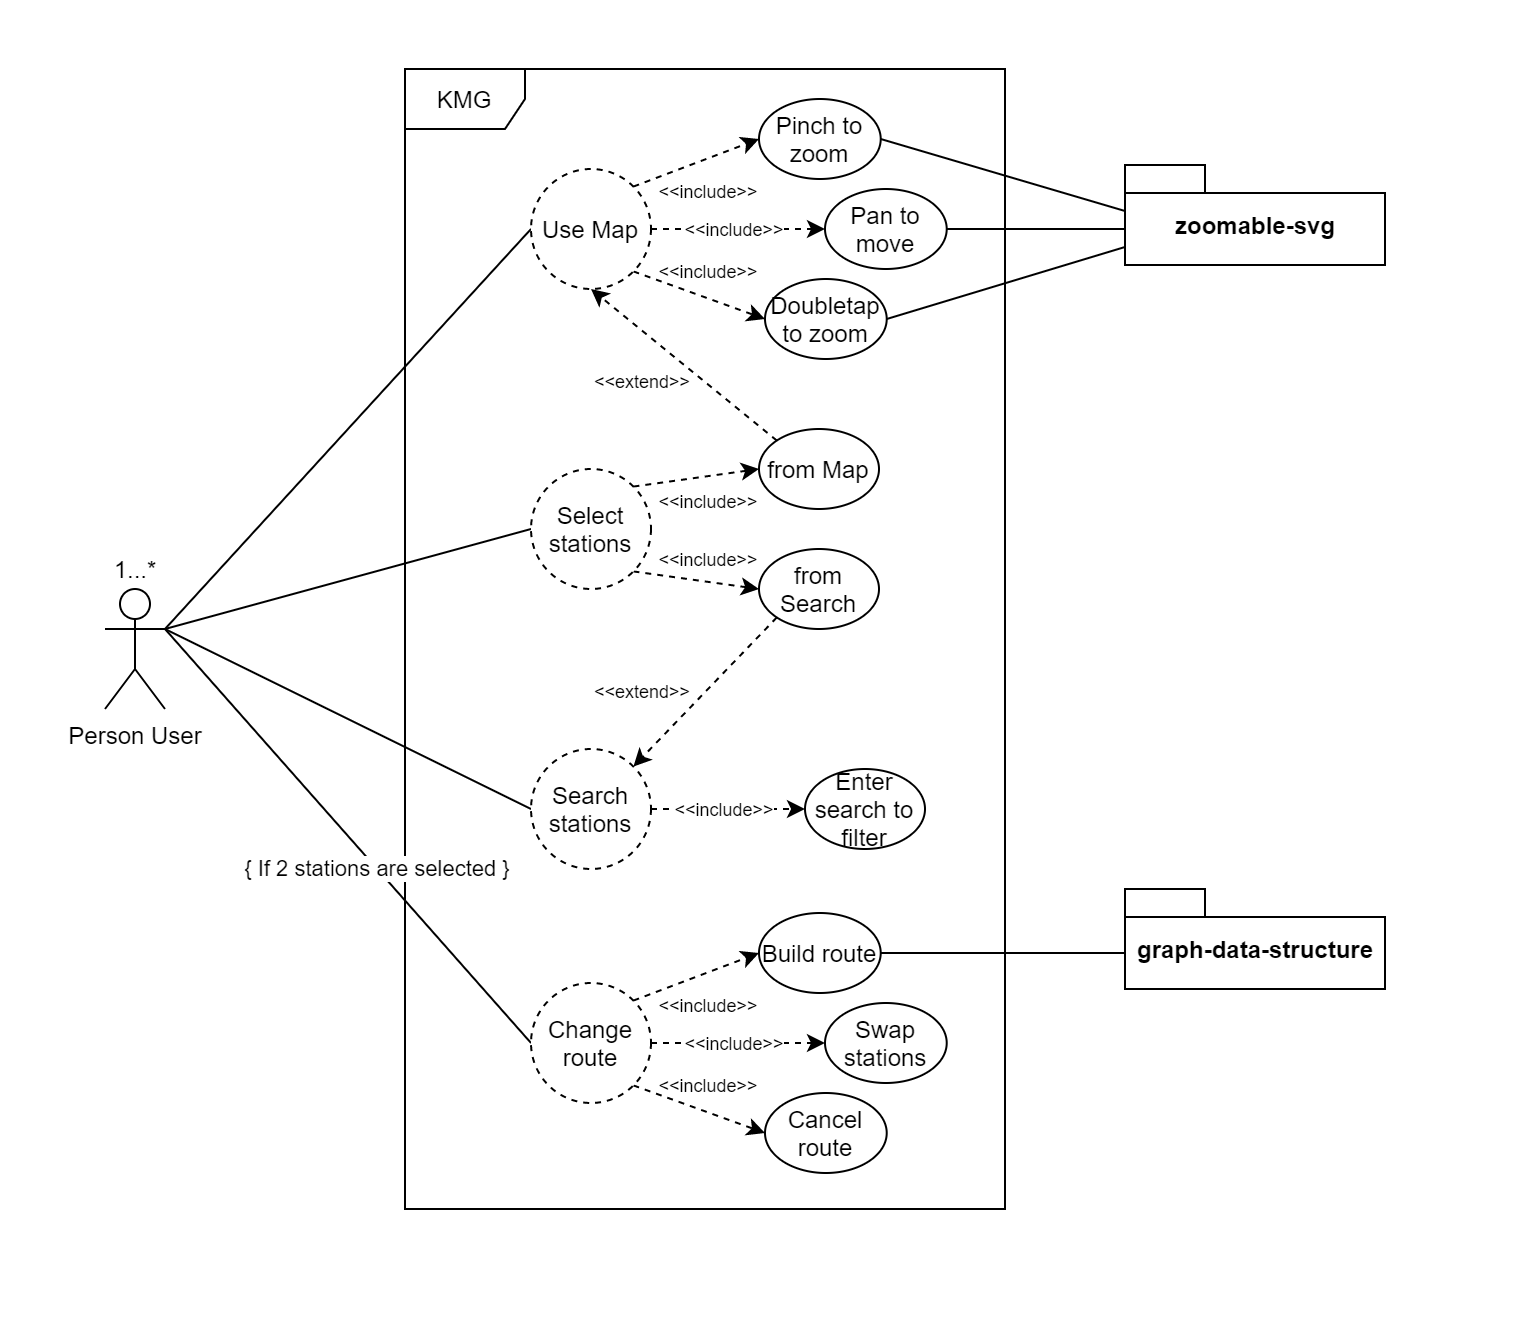 KMG
Pinch to
zoom
<<include>>
Use Map
<<include>>
Pan to
move
zoomable-svg
<<include>>
Doubletap
to zoom
<<extend>>
from Map
<<include>>
Select
stations
<<include>>
from
Search
1...*
Person User
<<extend>>
Search
stations
<<include>>
Enter
search to
filter
{ If 2 stations are selected }
Build route
graph-data-structure
<<include>>
Change
route
<<include>>
Swap
stations
<<include>>
Cancel
route